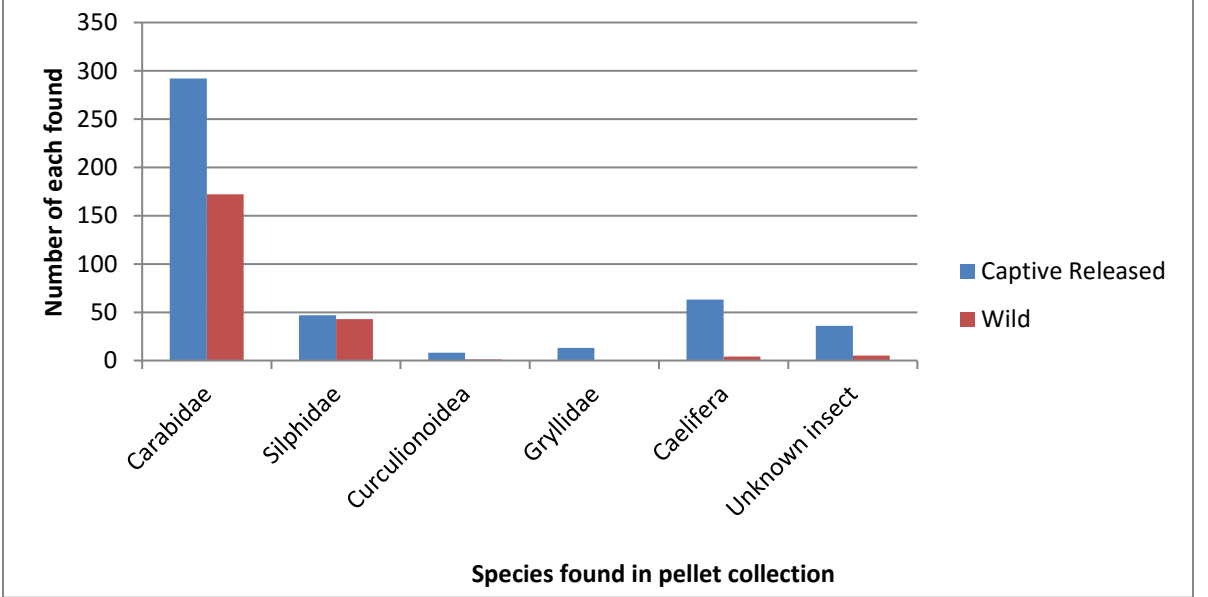 350
300
250
200
150
100
50
0
Number of each found
Carabidae
Silphidae
Curculionoidea
Gryllidae
Caelifera
Unknown insect
Species found in pellet collection
Captive Released
Wild